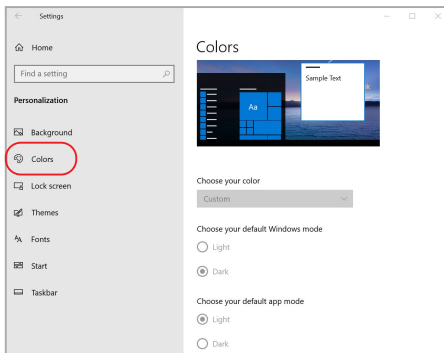 Settings
Home
Find a setting
Personalization
Background
Colors
Lock screen
Themes
Fonts
Start
Taskbar
Colors
Sample Text
Aa
Choose your color
Custom
Choose your default Windows mode
Light
Dark
Choose your default app mode
Light
Dark